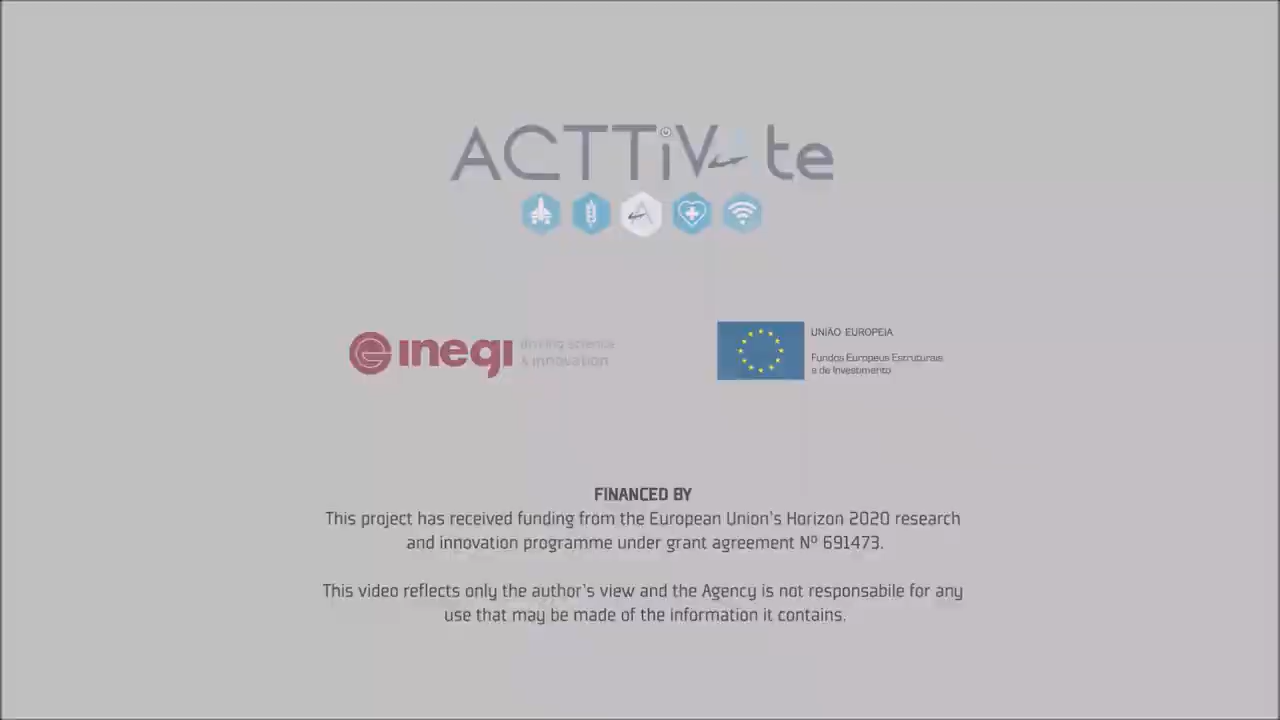 ACTTiVAte
inegi driving science
& innovation
UNIÃO EUROPEIA
Fundos Europeus Estruturais
e de Investimento
FINANCED BY
This project has received funding from the European Union's Horizon 2020 research
and innovation programme under grant agreement Nº 691473.
This video reflects only the author's view and the Agency is not responsabile for any
use that may be made of the information it contains.